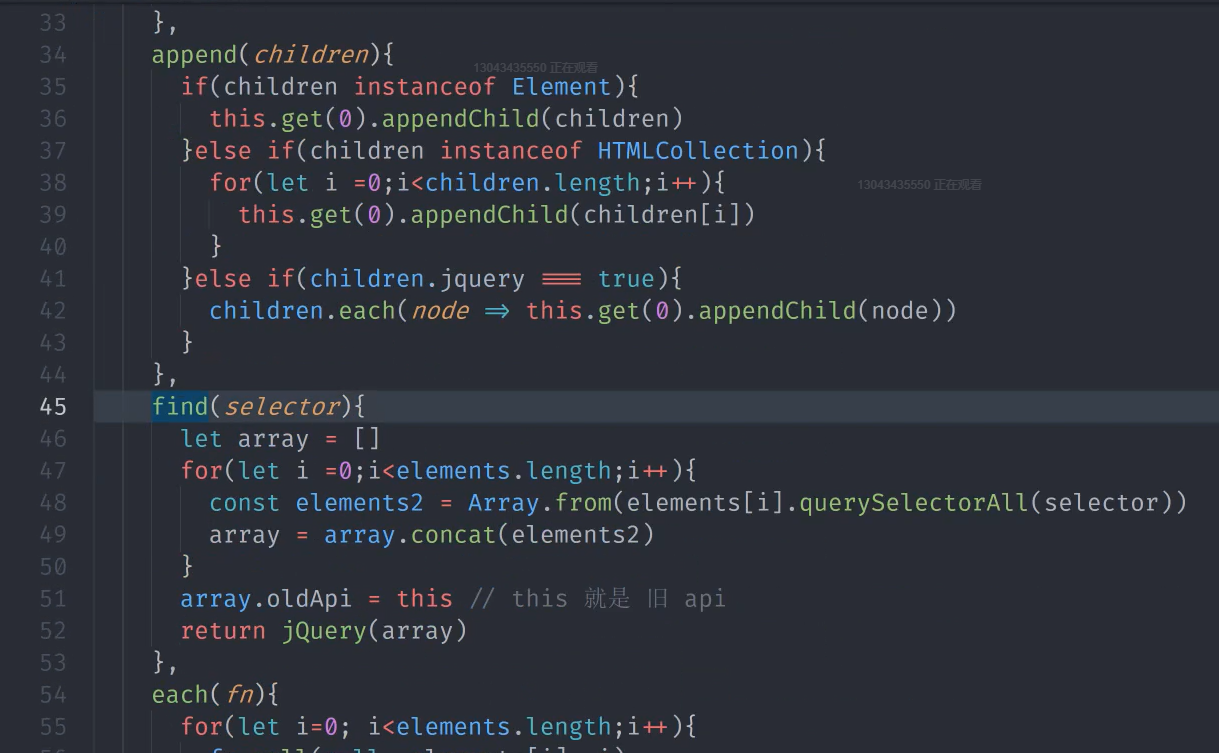 33 },
34 append(children){
13043435550 正在观看
35 if(children instanceof Element){
36 this.get(0).appendChild(children)
37 }else if(children instanceof HTMLCollection){
38 for(let i =0;i<children.length;i++){
13043435550 正在观看
39 this.get(0).appendChild(children[i])
40 }
41 }else if(children.jquery === true){
42 children.each(node => this.get(0).appendChild(node))
43 }
44 },
45 find(selector){
46 let array = []
47 for(let i =0;i<elements.length;i++){
48 const elements2 = Array.from(elements[i].querySelectorAll(selector))
49 array = array.concat(elements2)
50 }
51 array.oldApi = this // this 就是 旧 api
52 return jQuery(array)
53 },
54 each(fn){
55 for(let i=0; i<elements.length;i++){